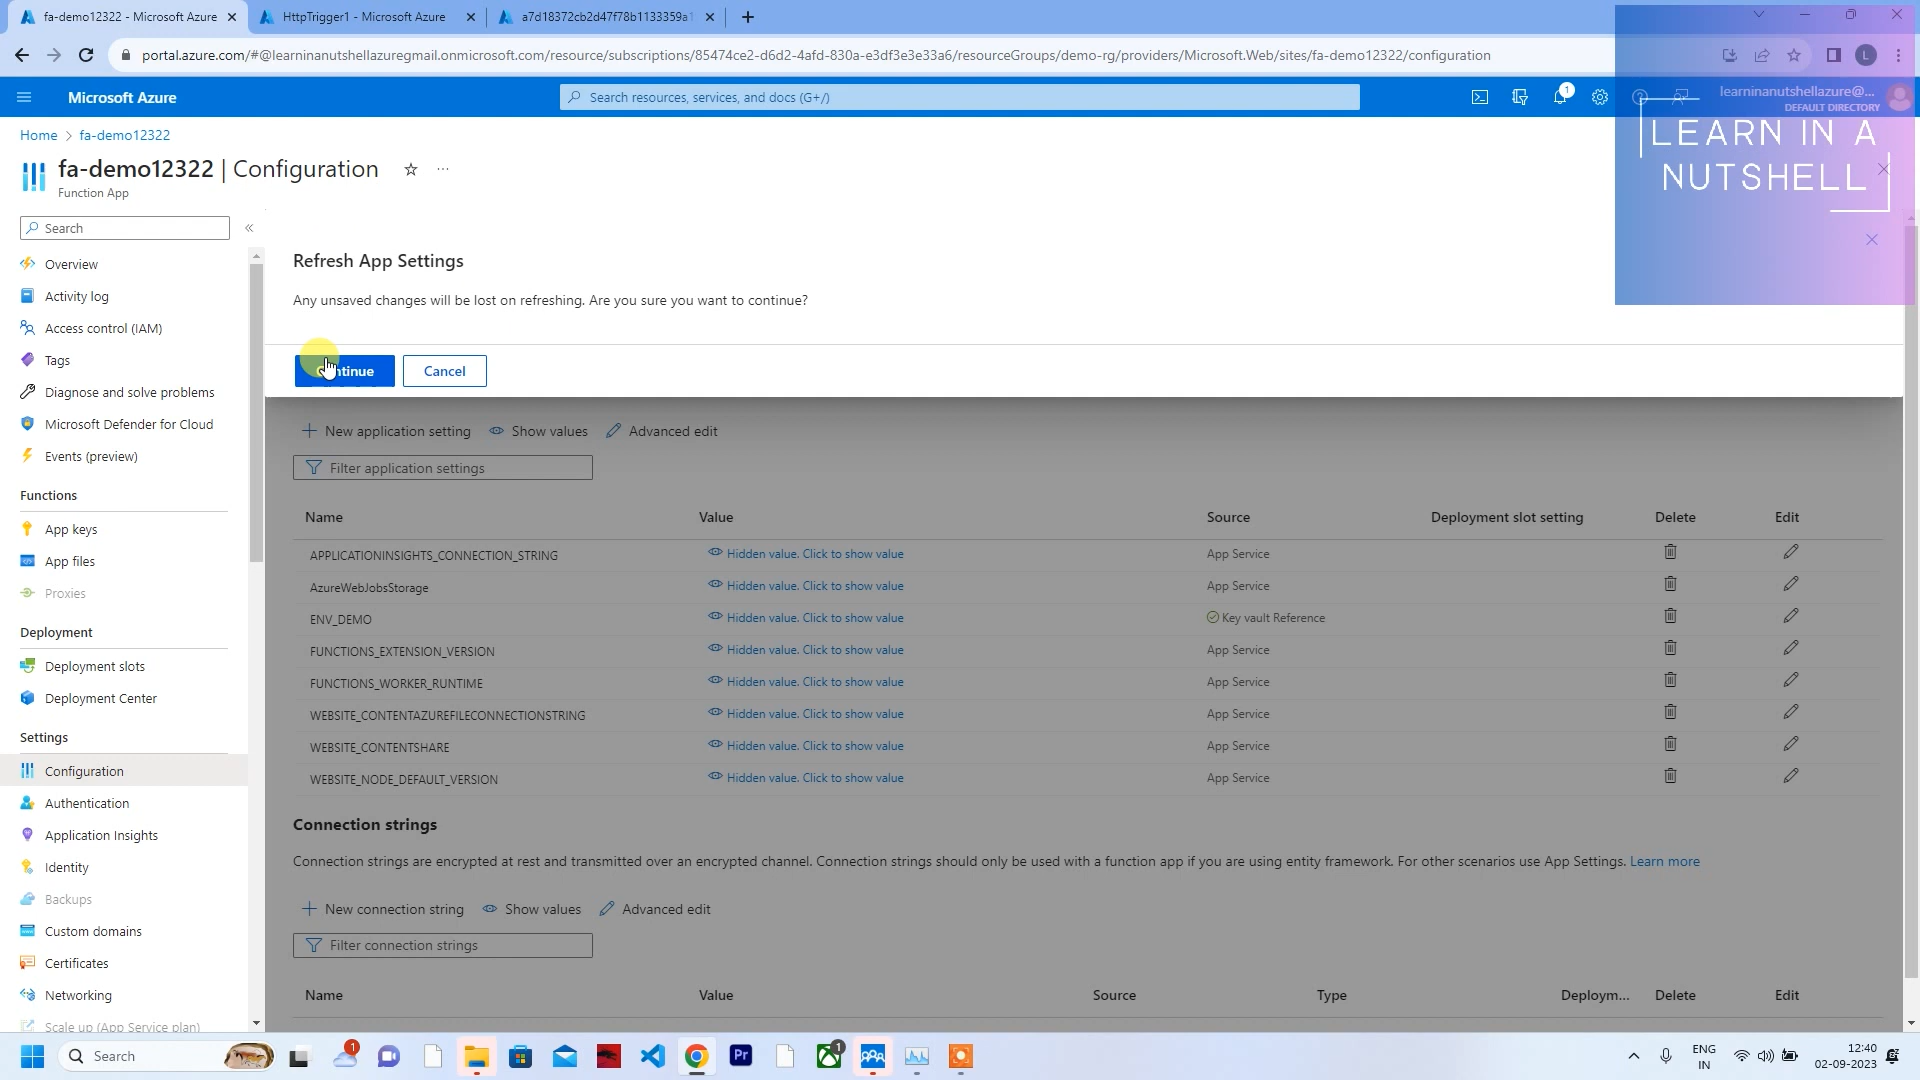 fa-demo12322 - Microsoft Azure
HttpTrigger1 - Microsoft Azure
a7d18372cb2d47f78b1133359a1
portal.azure.com/#@learninanutshellazuregmail.onmicrosoft.com/resource/subscriptions/85474ce2-d6d2-4afd-830a-e3df3e3e33a6/resourceGroups/demo-rg/providers/Microsoft.Web/sites/fa-demo12322/configuration
L
Microsoft Azure
Search resources, services, and docs (G+/)
1
learninanutshellazure@...
DEFAULT DIRECTORY
LEARN IN A
NUTSHELL
Home > fa-demo12322
fa-demo12322 | Configuration
Function App
Search
Overview
Activity log
Access control (IAM)
Tags
Diagnose and solve problems
Microsoft Defender for Cloud
Events (preview)
Functions
App keys
App files
Proxies
Deployment
Deployment slots
Deployment Center
Settings
Configuration
Authentication
Application Insights
Identity
Backups
Custom domains
Certificates
Networking
Scale up (App Service plan)
Refresh App Settings
Any unsaved changes will be lost on refreshing. Are you sure you want to continue?
Continue Cancel
New application setting Show values Advanced edit
Filter application settings
Name Value Source Deployment slot setting Delete Edit
APPLICATIONINSIGHTS_CONNECTION_STRING Hidden value. Click to show value App Service
AzureWebJobsStorage Hidden value. Click to show value App Service
ENV_DEMO Hidden value. Click to show value Key vault Reference
FUNCTIONS_EXTENSION_VERSION Hidden value. Click to show value App Service
FUNCTIONS_WORKER_RUNTIME Hidden value. Click to show value App Service
WEBSITE_CONTENTAZUREFILECONNECTIONSTRING Hidden value. Click to show value App Service
WEBSITE_CONTENTSHARE Hidden value. Click to show value App Service
WEBSITE_NODE_DEFAULT_VERSION Hidden value. Click to show value App Service
Connection strings
Connection strings are encrypted at rest and transmitted over an encrypted channel. Connection strings should only be used with a function app if you are using entity framework. For other scenarios use App Settings. Learn more
New connection string Show values Advanced edit
Filter connection strings
Name Value Source Type Deploym... Delete Edit
Search
1
Pr
1
ENG
IN
12:40
02-09-2023